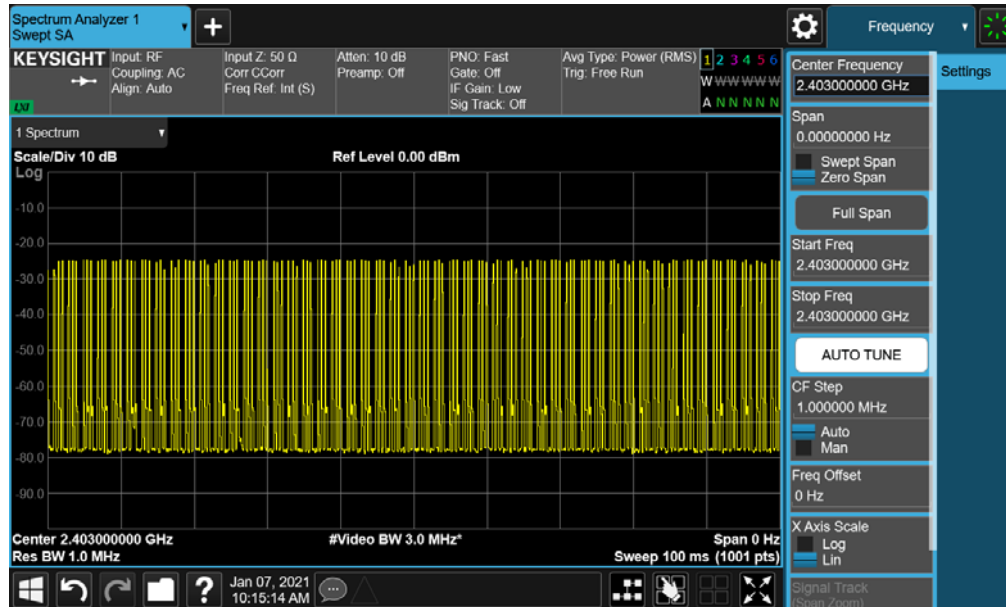 Spectrum Analyzer 1
Swept SA
Frequency
KEYSIGHT
Input: RF
Coupling: AC
Align: Auto
Input Z: 50 Ω
Corr CCorr
Freq Ref: Int (S)
Atten: 10 dB
Preamp: Off
PNO: Fast
Gate: Off
IF Gain: Low
Sig Track: Off
Avg Type: Power (RMS)
Trig: Free Run
1 2 3 4 5 6
W W W W W W
A N N N N N
LXI
Center Frequency
2.403000000 GHz
Settings
Span
0.00000000 Hz
Swept Span
Zero Span
Full Span
Start Freq
2.403000000 GHz
Stop Freq
2.403000000 GHz
AUTO TUNE
CF Step
1.000000 MHz
Auto
Man
Freq Offset
0 Hz
X Axis Scale
Log
Lin
Signal Track
(Span Zoom)
1 Spectrum
Scale/Div 10 dB
Ref Level 0.00 dBm
Log
-10.0
-20.0
-30.0
-40.0
-50.0
-60.0
-70.0
-80.0
-90.0
Center 2.403000000 GHz
#Video BW 3.0 MHz*
Span 0 Hz
Res BW 1.0 MHz
Sweep 100 ms (1001 pts)
?
Jan 07, 2021
10:15:14 AM